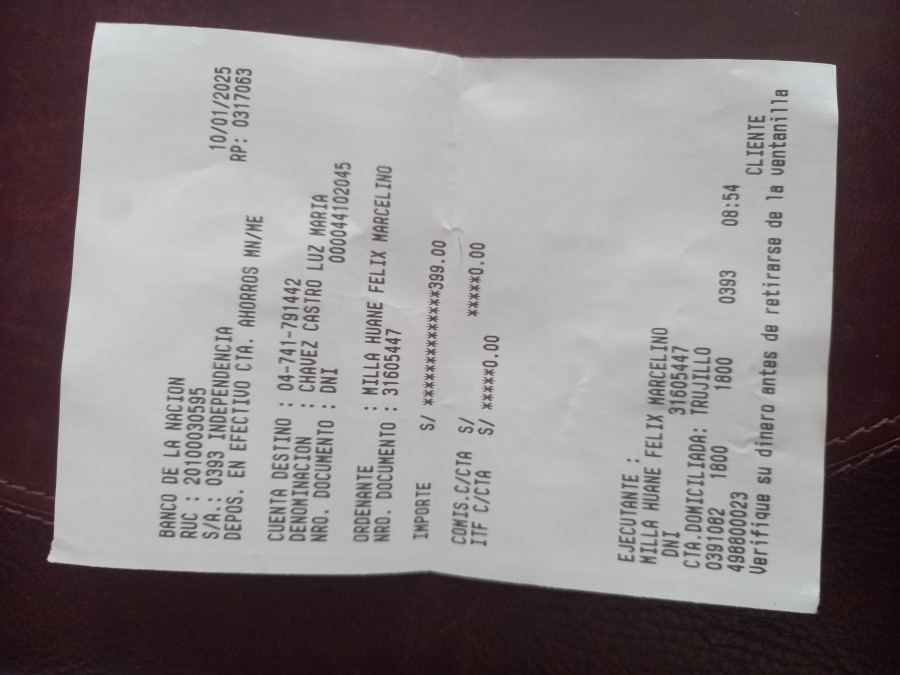 BANCO DE LA NACION
RUC : 20100030595 10/01/2025
S/A.: 0393 INDEPENDENCIA RP: 0317063
DEPOS. EN EFECTIVO CTA. AHORROS MN/ME
CUENTA DESTINO : 04-741-791442
DENOMINACION : CHAVEZ CASTRO LUZ MARIA
NRO. DOCUMENTO : DNI 000044102045
ORDENANTE : MILLA HUANE FELIX MARCELINO
NRO. DOCUMENTO : 31605447
IMPORTE S/ ****************399.00
COMIS.C/CTA S/ *****0.00
ITF C/CTA S/ *****0.00
EJECUTANTE :
MILLA HUANE FELIX MARCELINO
DNI 31605447
CTA.DOMICILIADA: TRUJILLO
0391082 1800 1800 0393 08:54
498800023 CLIENTE
Verifique su dinero antes de retirarse de la ventanilla